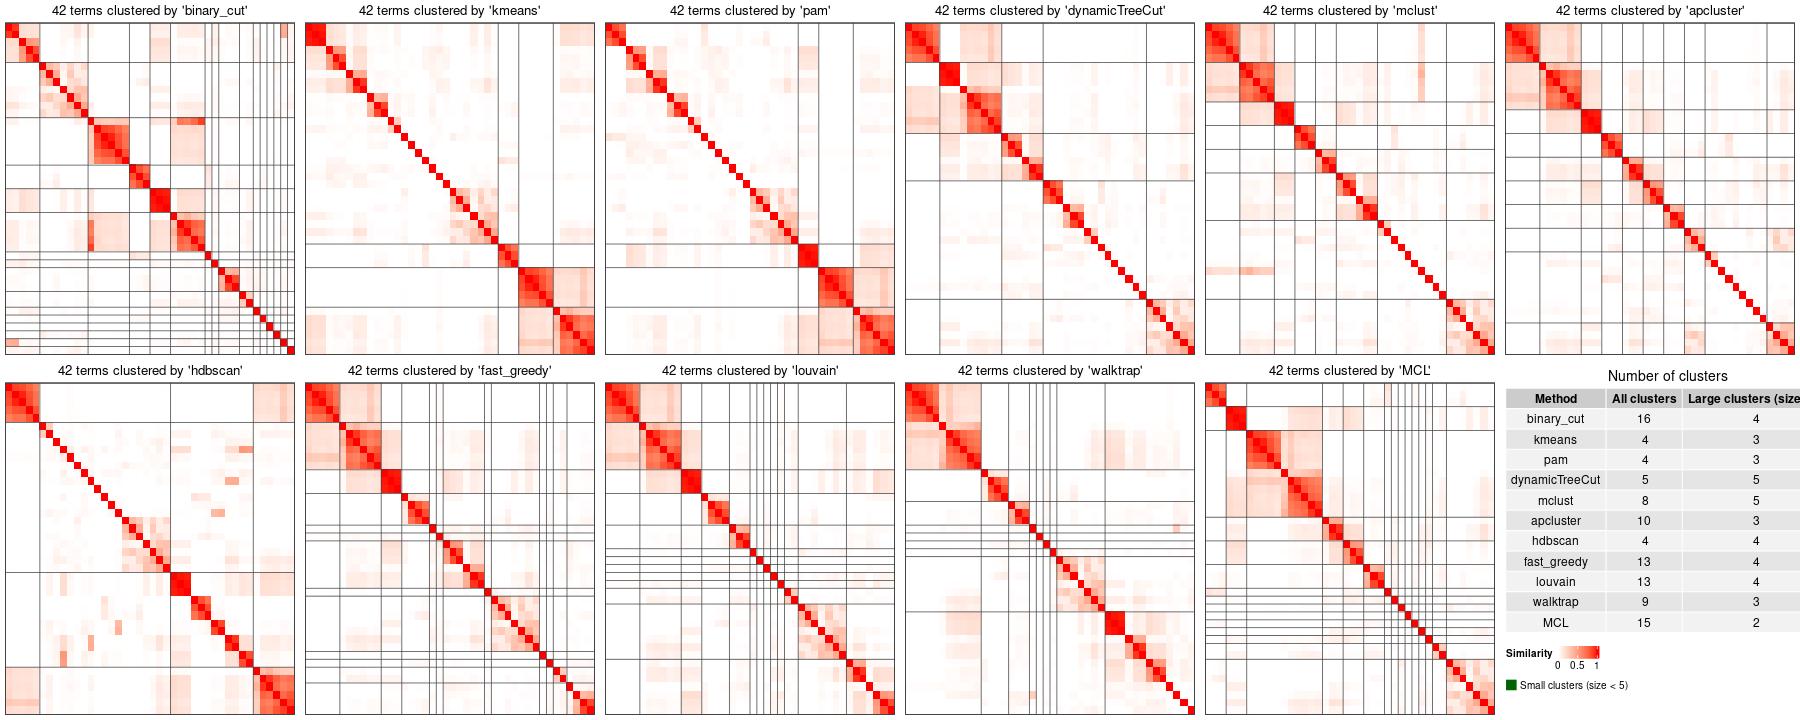 42 terms clustered by 'binary_cut'
42 terms clustered by 'kmeans'
42 terms clustered by 'pam'
42 terms clustered by 'dynamicTreeCut'
42 terms clustered by 'mclust'
42 terms clustered by 'apcluster'
42 terms clustered by 'hdbscan'
42 terms clustered by 'fast_greedy'
42 terms clustered by 'louvain'
42 terms clustered by 'walktrap'
42 terms clustered by 'MCL'
Number of clusters
Method All clusters Large clusters (size
binary_cut 16 4
kmeans 4 3
pam 4 3
dynamicTreeCut 5 5
mclust 8 5
apcluster 10 3
hdbscan 4 4
fast_greedy 13 4
louvain 13 4
walktrap 9 3
MCL 15 2
Similarity
0 0.5 1
Small clusters (size < 5)